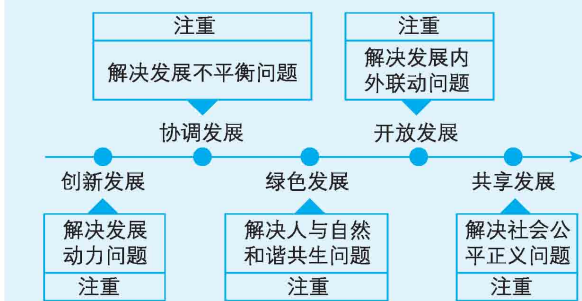 注重
解决发展不平衡问题
协调发展
注重
解决发展内
外联动问题
开放发展
创新发展
解决发展
动力问题
注重
绿色发展
解决人与自然
和谐共生问题
注重
共享发展
解决社会公
平正义问题
注重